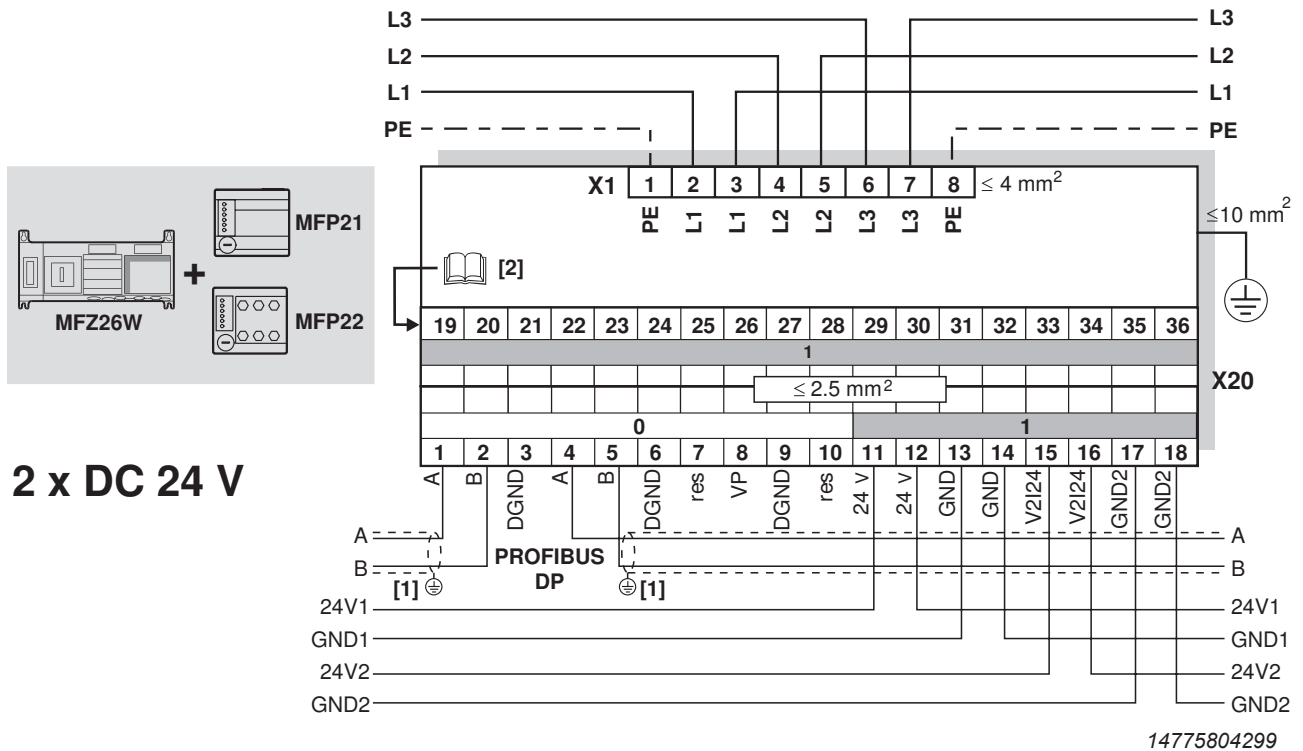 L3 L3
L2 L2
L1 L1
PE PE
X1 1 2 3 4 5 6 7 8 ≤ 4 mm²
PE L1 L1 L2 L2 L3 L3 PE
≤10 mm²
MFP21
+
MFZ26W
MFP22
[2]
19 20 21 22 23 24 25 26 27 28 29 30 31 32 33 34 35 36
1
X20
≤ 2.5 mm²
0 1
1 2 3 4 5 6 7 8 9 10 11 12 13 14 15 16 17 18
A B DGND A B DGND res VP DGND res 24 V 24 V GND GND V2I24 V2I24 GND2 GND2
2 x DC 24 V
A A
B B
PROFIBUS
DP
[1] [1]
24V1 24V1
GND1 GND1
24V2 24V2
GND2 GND2
14775804299